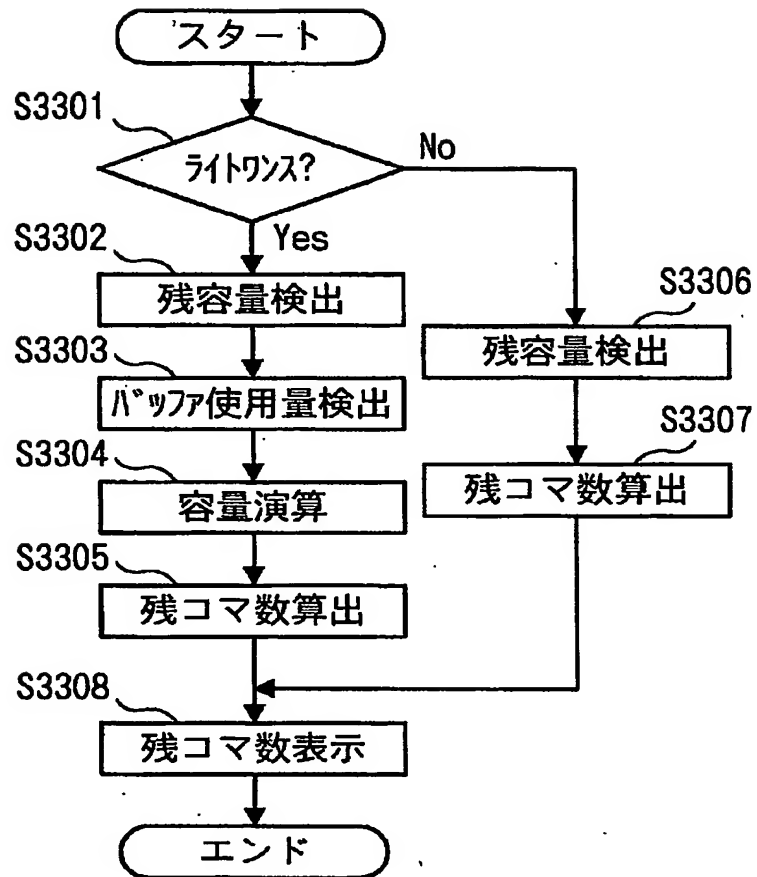 スタート
S3301
ライトワンス?
No
Yes
S3302
残容量検出
S3303
バッファ使用量検出
S3304
容量演算
S3305
残コマ数算出
S3306
残容量検出
S3307
残コマ数算出
S3308
残コマ数表示
エンド